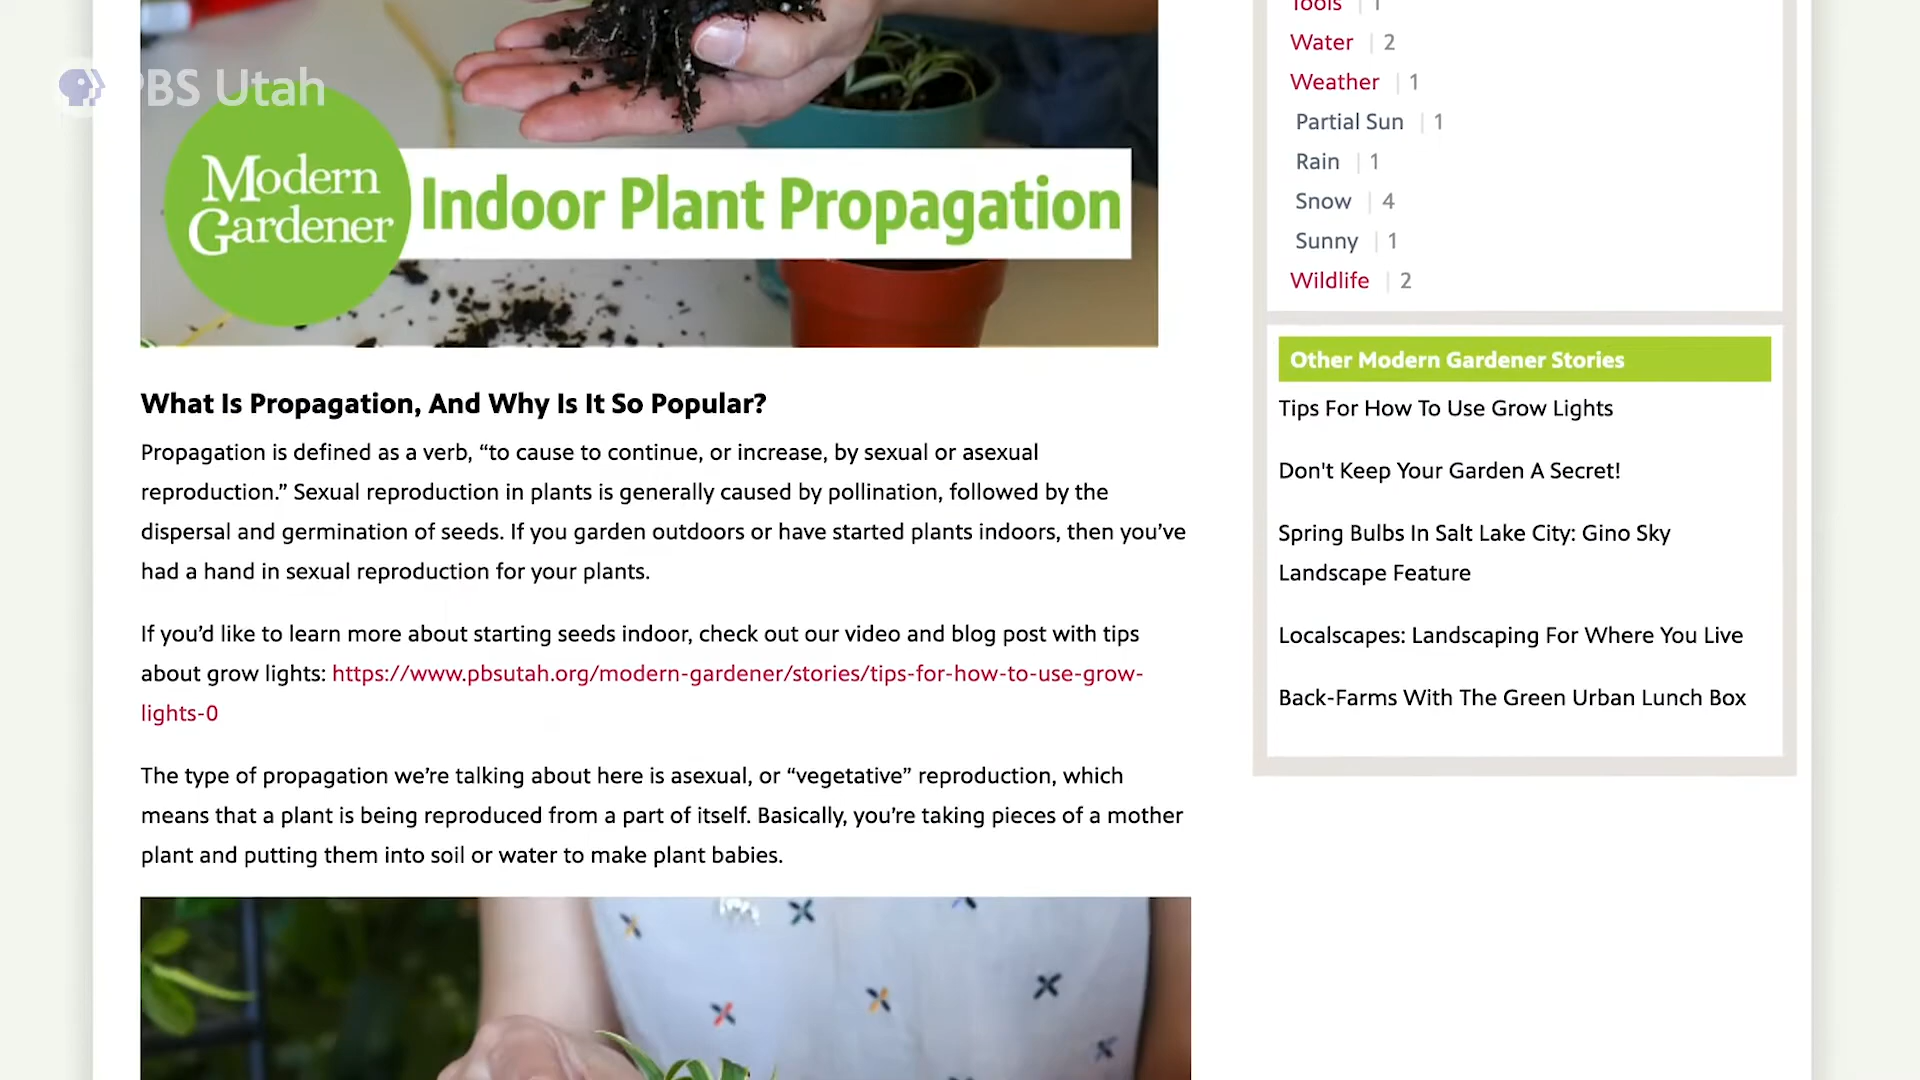 PBS Utah
Modern
Gardener
Indoor Plant Propagation
What Is Propagation, And Why Is It So Popular?
Propagation is defined as a verb, “to cause to continue, or increase, by sexual or asexual
reproduction.” Sexual reproduction in plants is generally caused by pollination, followed by the
dispersal and germination of seeds. If you garden outdoors or have started plants indoors, then you’ve
had a hand in sexual reproduction for your plants.
If you’d like to learn more about starting seeds indoor, check out our video and blog post with tips
about grow lights: https://www.pbsutah.org/modern-gardener/stories/tips-for-how-to-use-grow-
lights-0
The type of propagation we’re talking about here is asexual, or “vegetative” reproduction, which
means that a plant is being reproduced from a part of itself. Basically, you’re taking pieces of a mother
plant and putting them into soil or water to make plant babies.
Tools | 1
Water | 2
Weather | 1
Partial Sun | 1
Rain | 1
Snow | 4
Sunny | 1
Wildlife | 2
Other Modern Gardener Stories
Tips For How To Use Grow Lights
Don't Keep Your Garden A Secret!
Spring Bulbs In Salt Lake City: Gino Sky
Landscape Feature
Localscapes: Landscaping For Where You Live
Back-Farms With The Green Urban Lunch Box